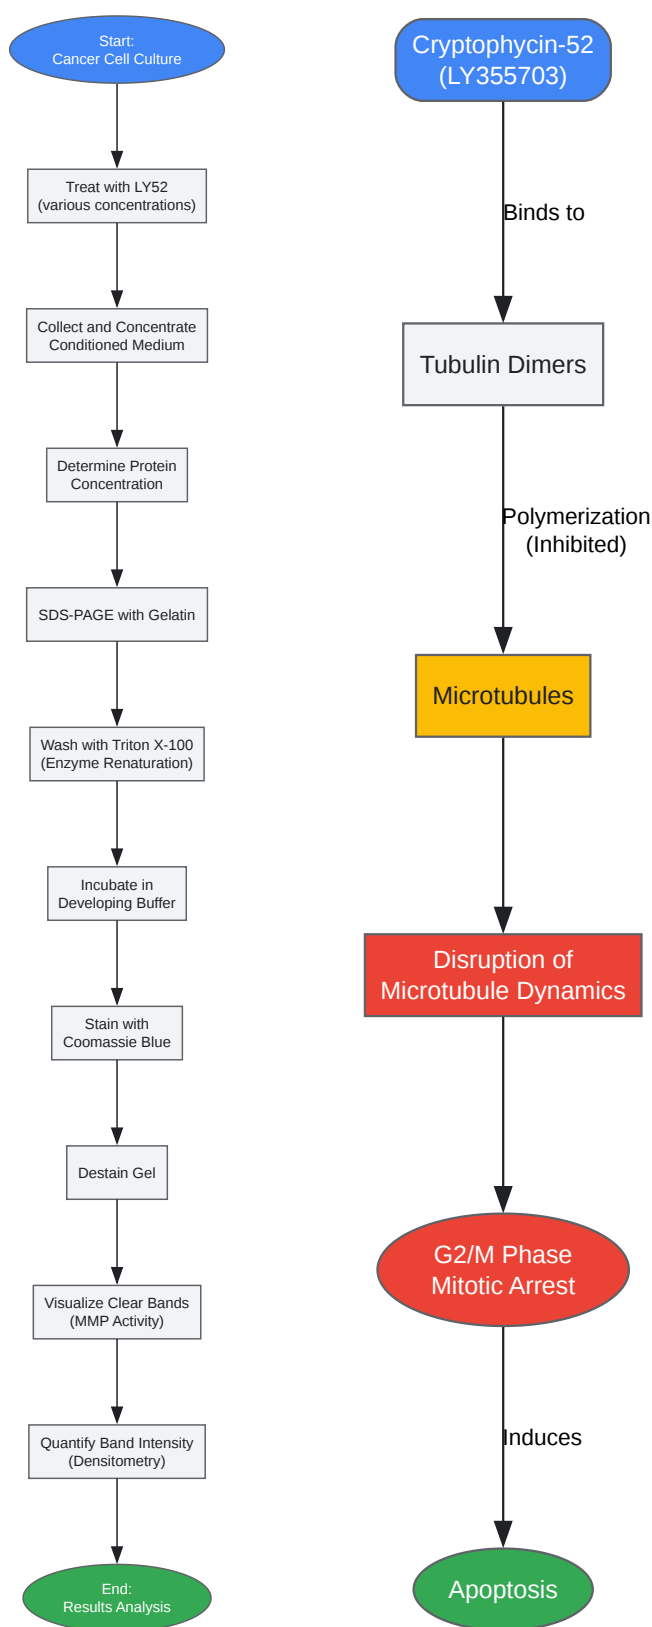 Start:
Cancer Cell Culture
Treat with LY52
(various concentrations)
Collect and Concentrate
Conditioned Medium
Determine Protein
Concentration
SDS-PAGE with Gelatin
Wash with Triton X-100
(Enzyme Renaturation)
Incubate in
Developing Buffer
Stain with
Coomassie Blue
Destain Gel
Visualize Clear Bands
(MMP Activity)
Quantify Band Intensity
(Densitometry)
End:
Results Analysis
Cryptophycin-52
(LY355703)
Binds to
Tubulin Dimers
Polymerization
(Inhibited)
Microtubules
Disruption of
Microtubule Dynamics
G2/M Phase
Mitotic Arrest
Induces
Apoptosis